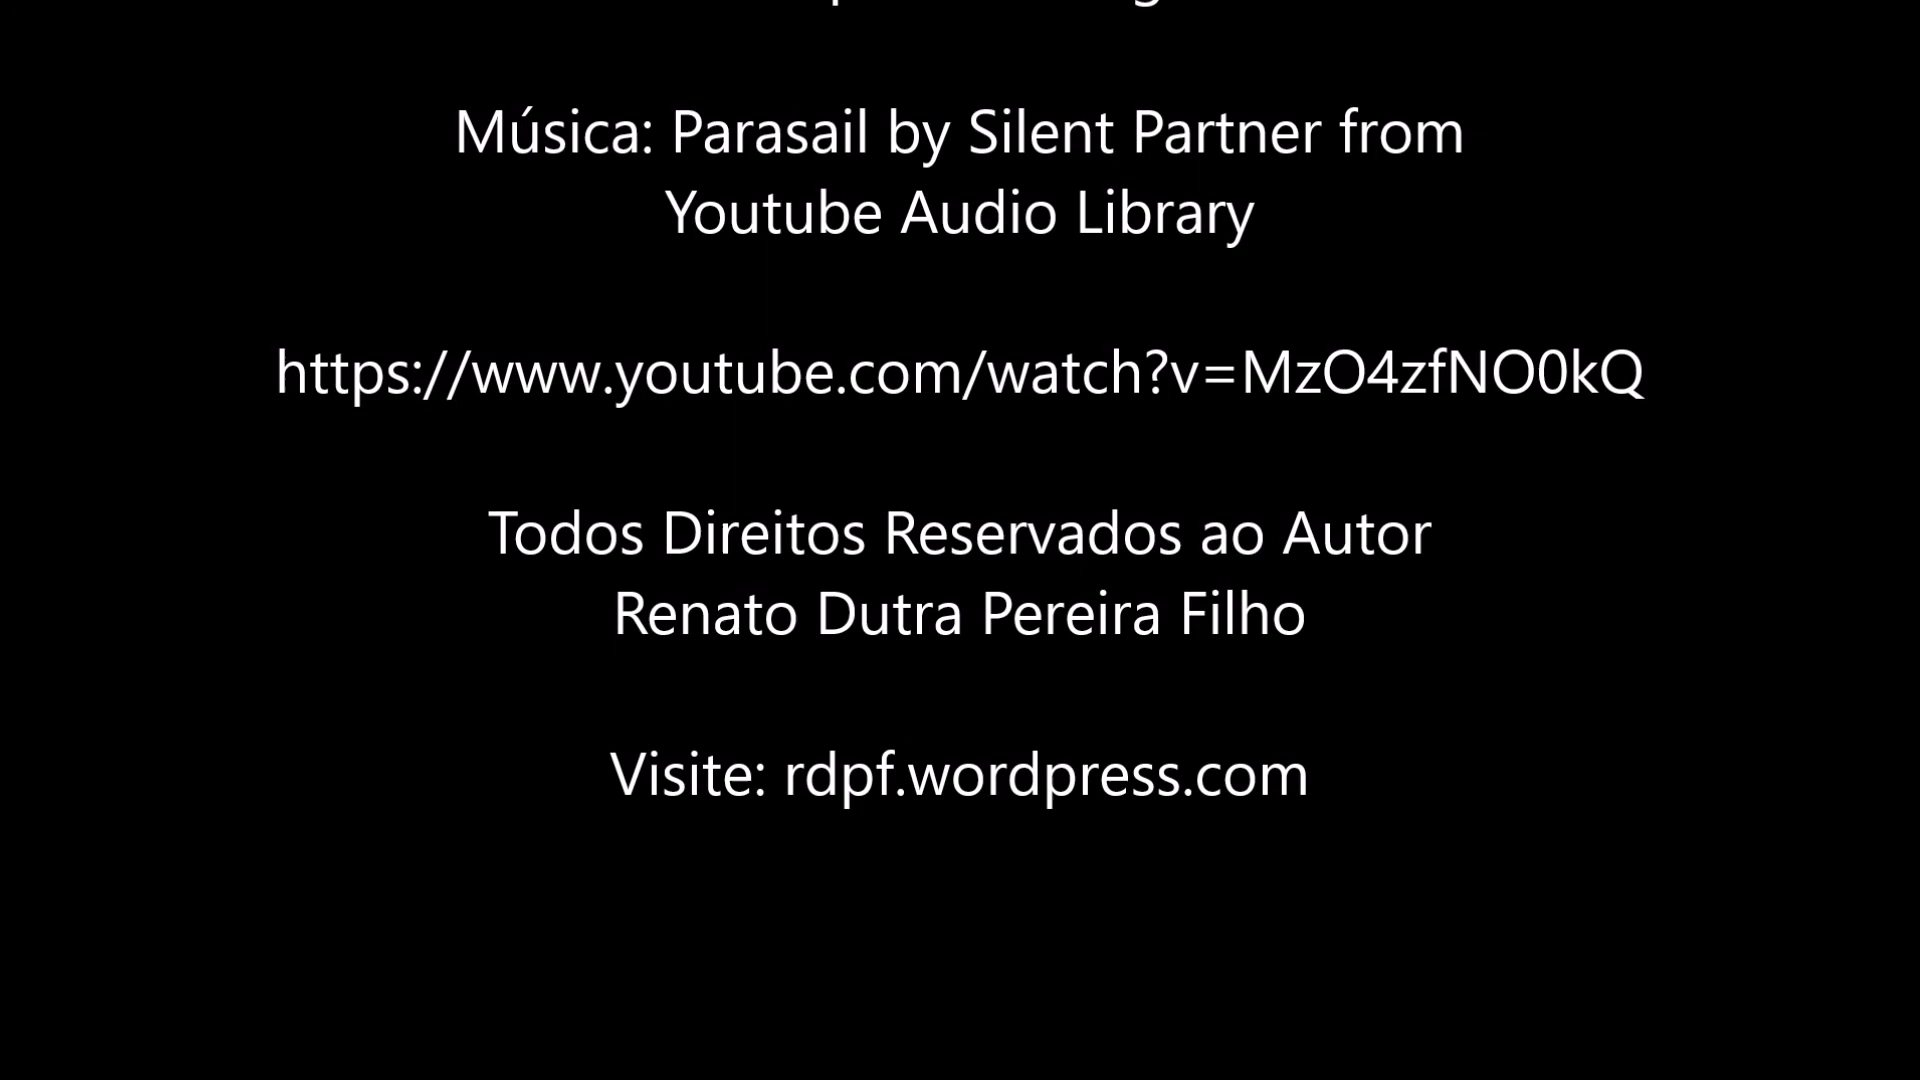 Música: Parasail by Silent Partner from
Youtube Audio Library
https://www.youtube.com/watch?v=MzO4zfNO0kQ
Todos Direitos Reservados ao Autor
Renato Dutra Pereira Filho
Visite: rdpf.wordpress.com